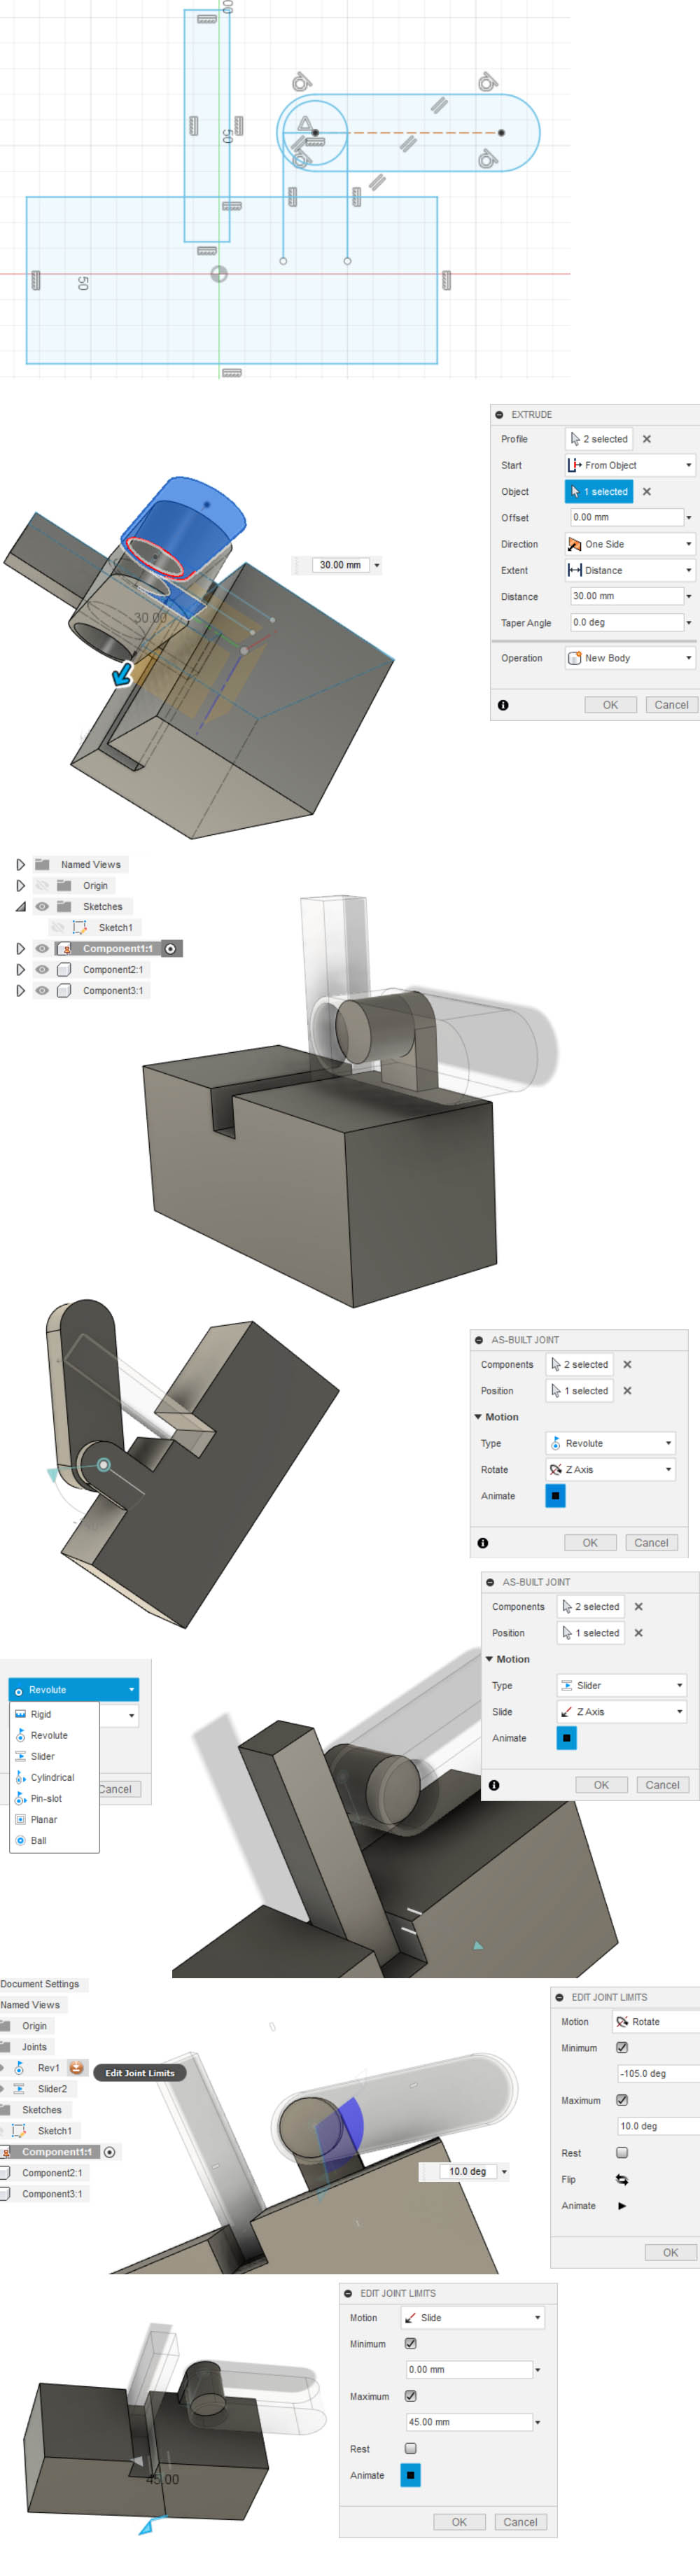 50
50
EXTRUDE
Profile
2 selected
Start
From Object
Object
1 selected
Offset
0.00 mm
Direction
One Side
Extent
Distance
Distance
30.00 mm
Taper Angle
0.0 deg
Operation
New Body
OK
Cancel
30.00 mm
30.00
Named Views
Origin
Sketches
Sketch1
Component1:1
Component2:1
Component3:1
AS-BUILT JOINT
Components
2 selected
Position
1 selected
Motion
Type
Revolute
Rotate
Z Axis
Animate
OK
Cancel
AS-BUILT JOINT
Components
2 selected
Position
1 selected
Motion
Type
Slider
Slide
Z Axis
Animate
OK
Cancel
Revolute
Rigid
Revolute
Slider
Cylindrical
Pin-slot
Planar
Ball
Cancel
Document Settings
Named Views
Origin
Joints
Rev1
Edit Joint Limits
Slider2
Sketches
Sketch1
Component1:1
Component2:1
Component3:1
10.0 deg
EDIT JOINT LIMITS
Motion
Rotate
Minimum
-105.0 deg
Maximum
10.0 deg
Rest
Flip
Animate
OK
EDIT JOINT LIMITS
Motion
Slide
Minimum
0.00 mm
Maximum
45.00 mm
Rest
Animate
OK
Cancel
45.00